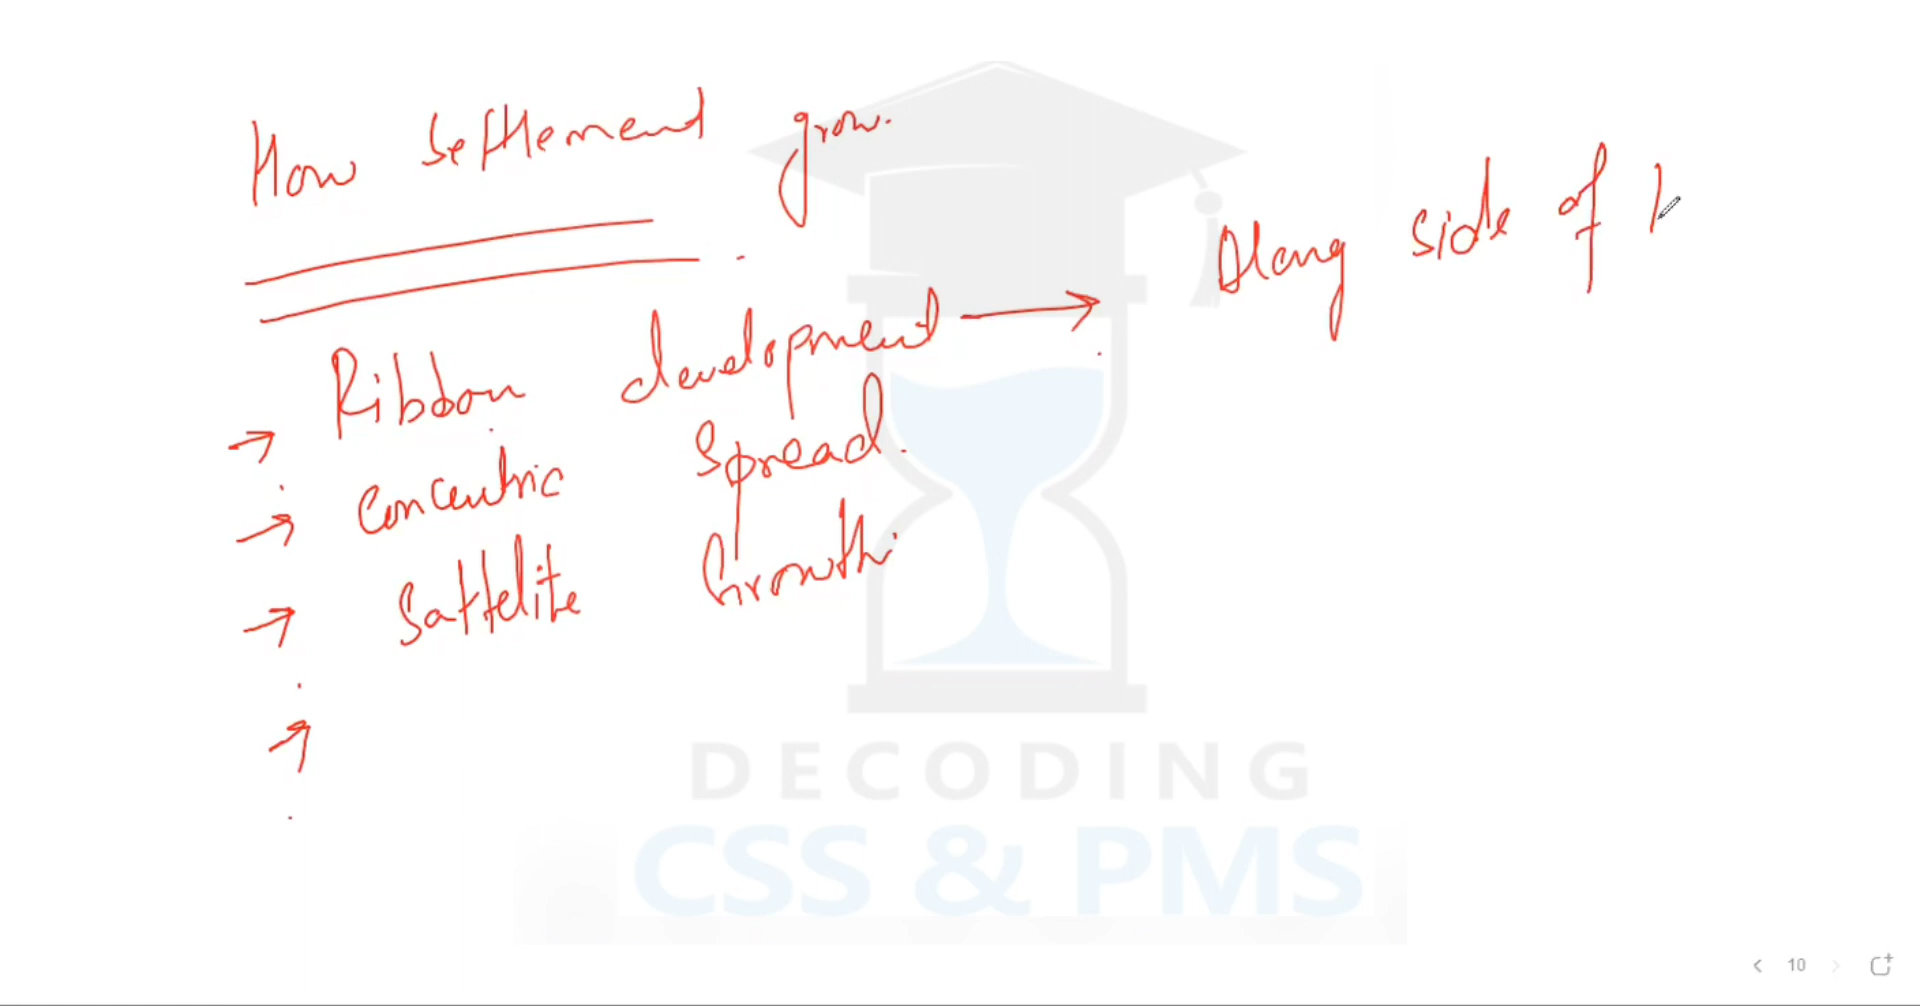 How settlement grow.
Ribbon development → Along side of
→ Concentric spread.
→ Sattelite Growth
→
DECODING
CSS & PMS
10